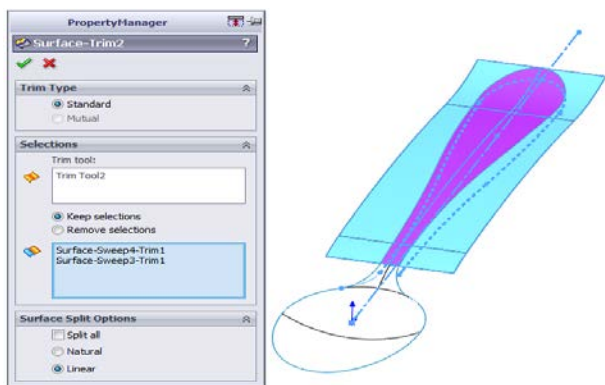 PropertyManager
Surface-Trim2 ?
Trim Type
Standard
Mutual
Selections
Trim tool:
Trim Tool2
Keep selections
Remove selections
Surface-Sweep4-Trim1
Surface-Sweep3-Trim1
Surface Split Options
Split all
Natural
Linear